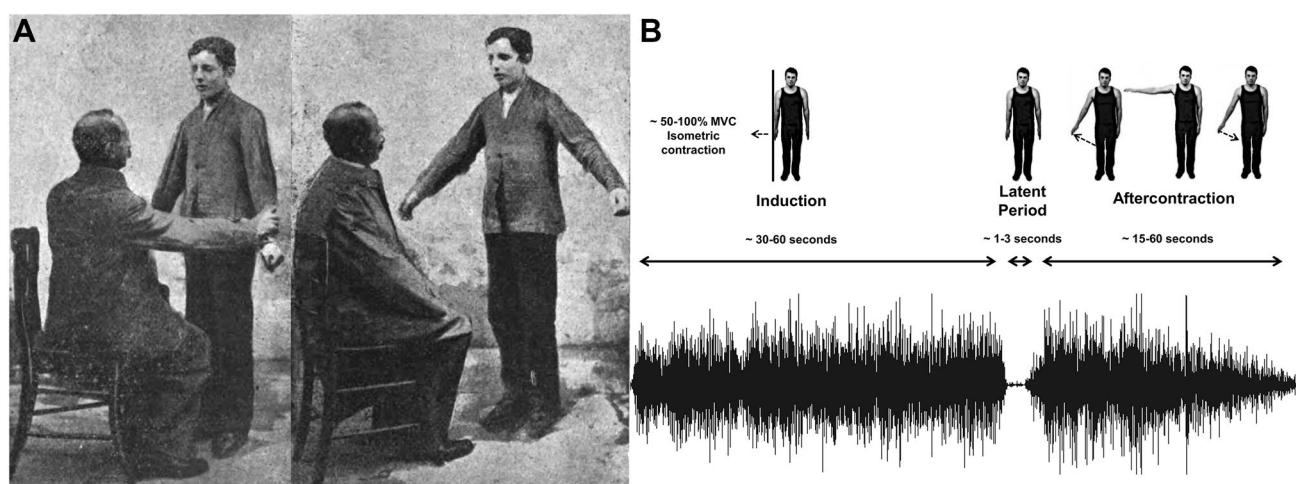 A
B
~ 50-100% MVC
Isometric
contraction
Induction
Latent
Period
Aftercontraction
~ 30-60 seconds
~ 1-3 seconds
~ 15-60 seconds